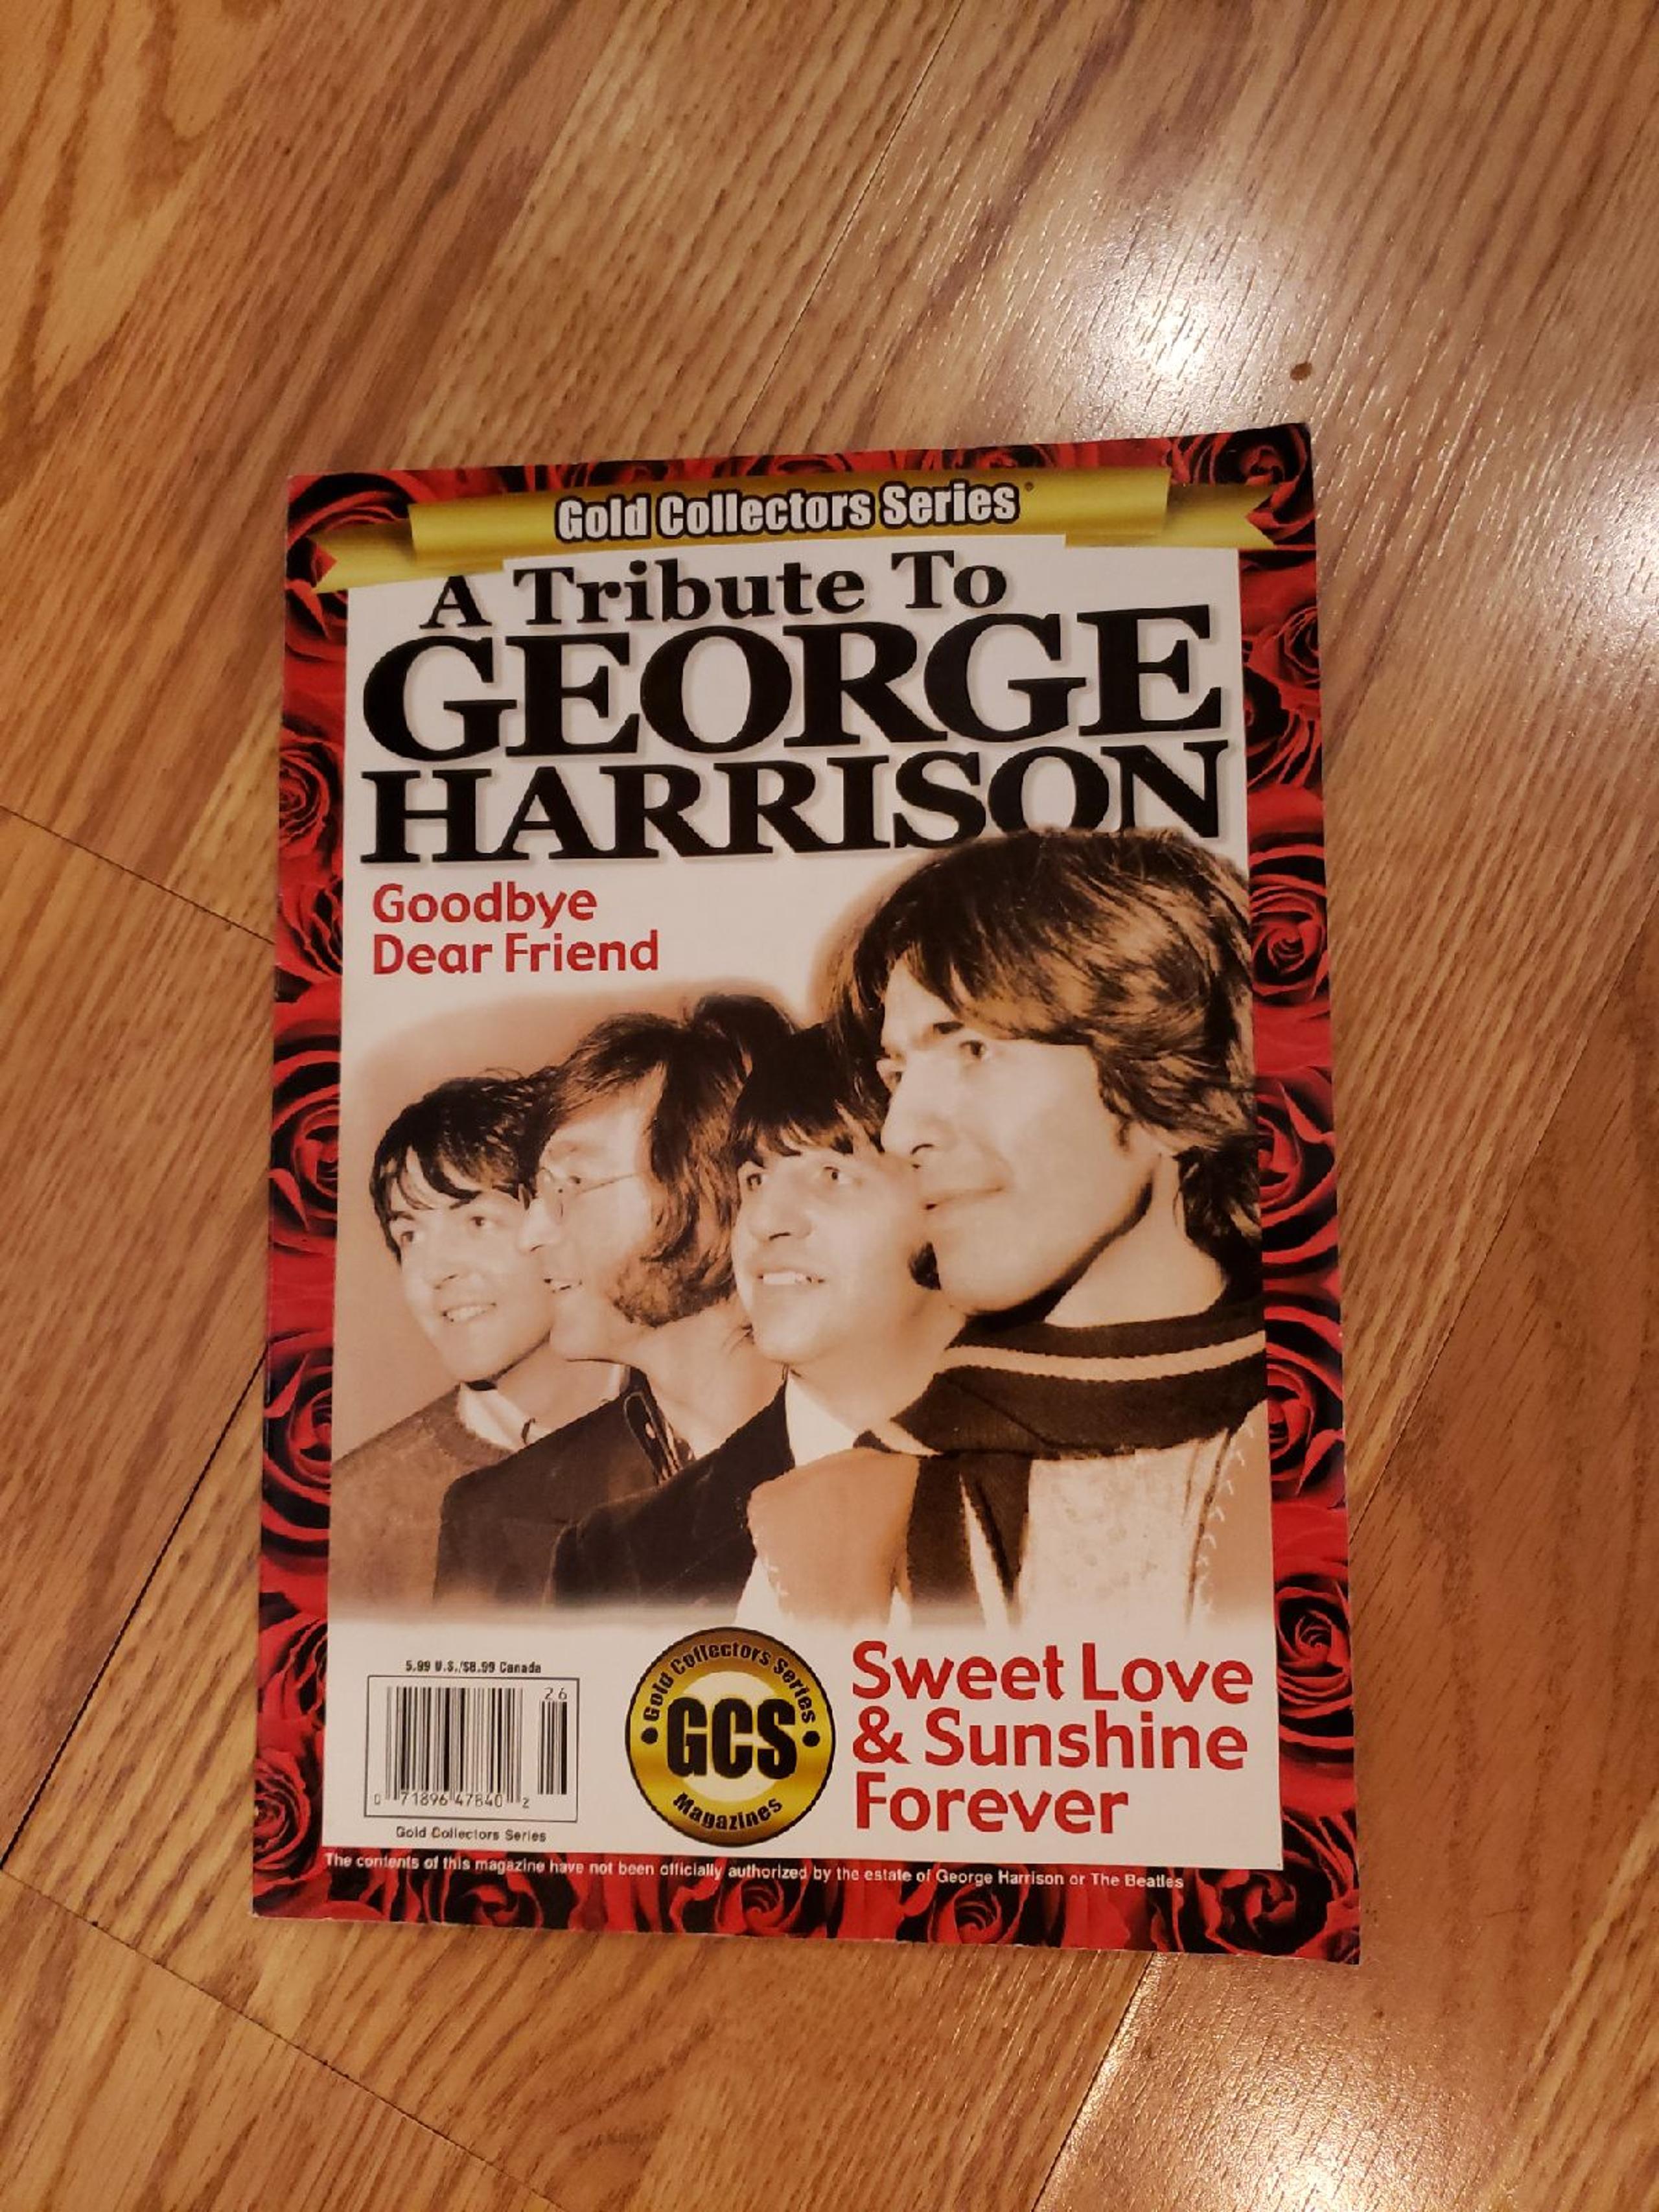 Gold Collectors Series®
A Tribute To
GEORGE
HARRISON
Goodbye
Dear Friend
5.99 U.S./$8.99 Canada
26
0 71896 47840 2
Gold Collectors Series
Gold Collectors Series
GCS
Magazines
Sweet Love
& Sunshine
Forever
The contents of this magazine have not been officially authorized by the estate of George Harrison or The Beatles